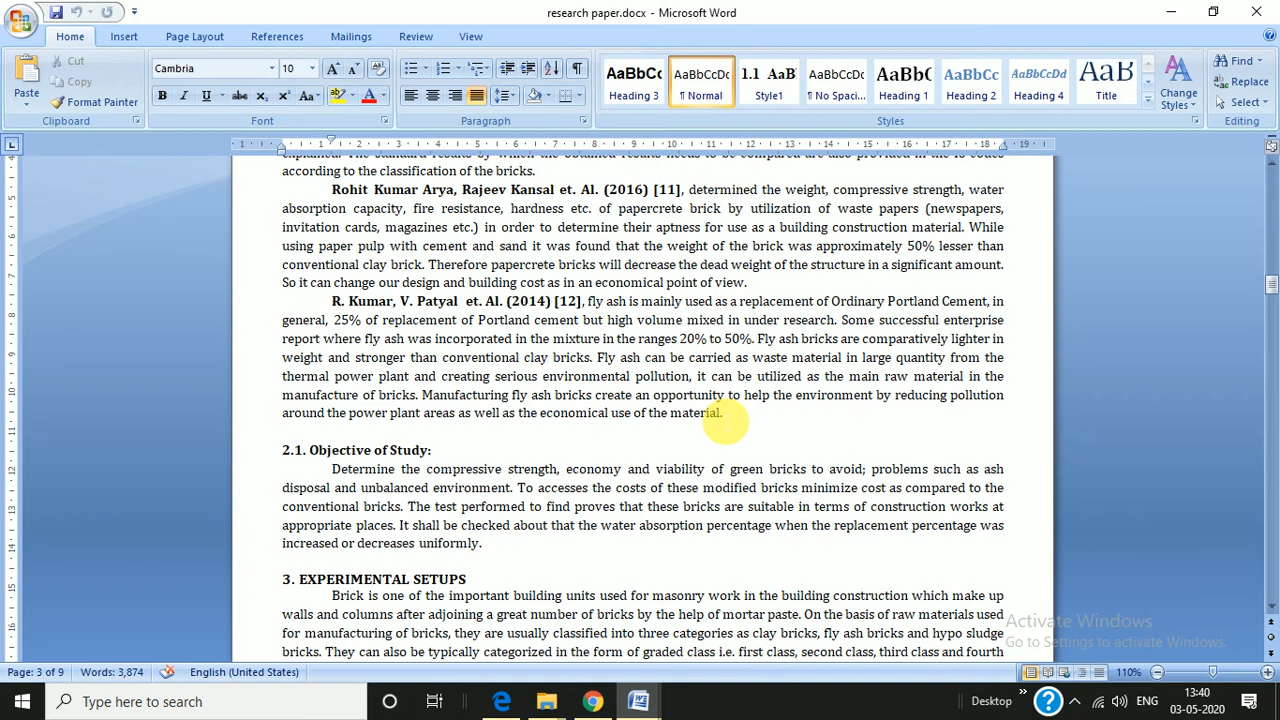 research paper.docx - Microsoft Word
Home Insert Page Layout References Mailings Review View
Cut
Copy
Format Painter
Paste
Clipboard
Cambria 10
Font
Paragraph
AaBbCc AaBbCcDc 1.1 AaB AaBbCcDc AaBbCc AaBbCc AaBbCcDd AaB
Heading 3 ¶ Normal Style1 ¶ No Spaci... Heading 1 Heading 2 Heading 4 Title
Change Styles
Styles
Find
Replace
Select
Editing
according to the classification of the bricks.
Rohit Kumar Arya, Rajeev Kansal et. Al. (2016) [11], determined the weight, compressive strength, water
absorption capacity, fire resistance, hardness etc. of papercrete brick by utilization of waste papers (newspapers,
invitation cards, magazines etc.) in order to determine their aptness for use as a building construction material. While
using paper pulp with cement and sand it was found that the weight of the brick was approximately 50% lesser than
conventional clay brick. Therefore papercrete bricks will decrease the dead weight of the structure in a significant amount.
So it can change our design and building cost as in an economical point of view.
R. Kumar, V. Patyal et. Al. (2014) [12], fly ash is mainly used as a replacement of Ordinary Portland Cement, in
general, 25% of replacement of Portland cement but high volume mixed in under research. Some successful enterprise
report where fly ash was incorporated in the mixture in the ranges 20% to 50%. Fly ash bricks are comparatively lighter in
weight and stronger than conventional clay bricks. Fly ash can be carried as waste material in large quantity from the
thermal power plant and creating serious environmental pollution, it can be utilized as the main raw material in the
manufacture of bricks. Manufacturing fly ash bricks create an opportunity to help the environment by reducing pollution
around the power plant areas as well as the economical use of the material.
2.1. Objective of Study:
Determine the compressive strength, economy and viability of green bricks to avoid; problems such as ash
disposal and unbalanced environment. To accesses the costs of these modified bricks minimize cost as compared to the
conventional bricks. The test performed to find proves that these bricks are suitable in terms of construction works at
appropriate places. It shall be checked about that the water absorption percentage when the replacement percentage was
increased or decreases uniformly.
3. EXPERIMENTAL SETUPS
Brick is one of the important building units used for masonry work in the building construction which make up
walls and columns after adjoining a great number of bricks by the help of mortar paste. On the basis of raw materials used
for manufacturing of bricks, they are usually classified into three categories as clay bricks, fly ash bricks and hypo sludge
bricks. They can also be typically categorized in the form of graded class i.e. first class, second class, third class and fourth
Activate Windows
Go to Settings to activate Windows.
Page: 3 of 9 Words: 3,874 English (United States) 110%
Type here to search
Desktop
ENG
13:40
03-05-2020